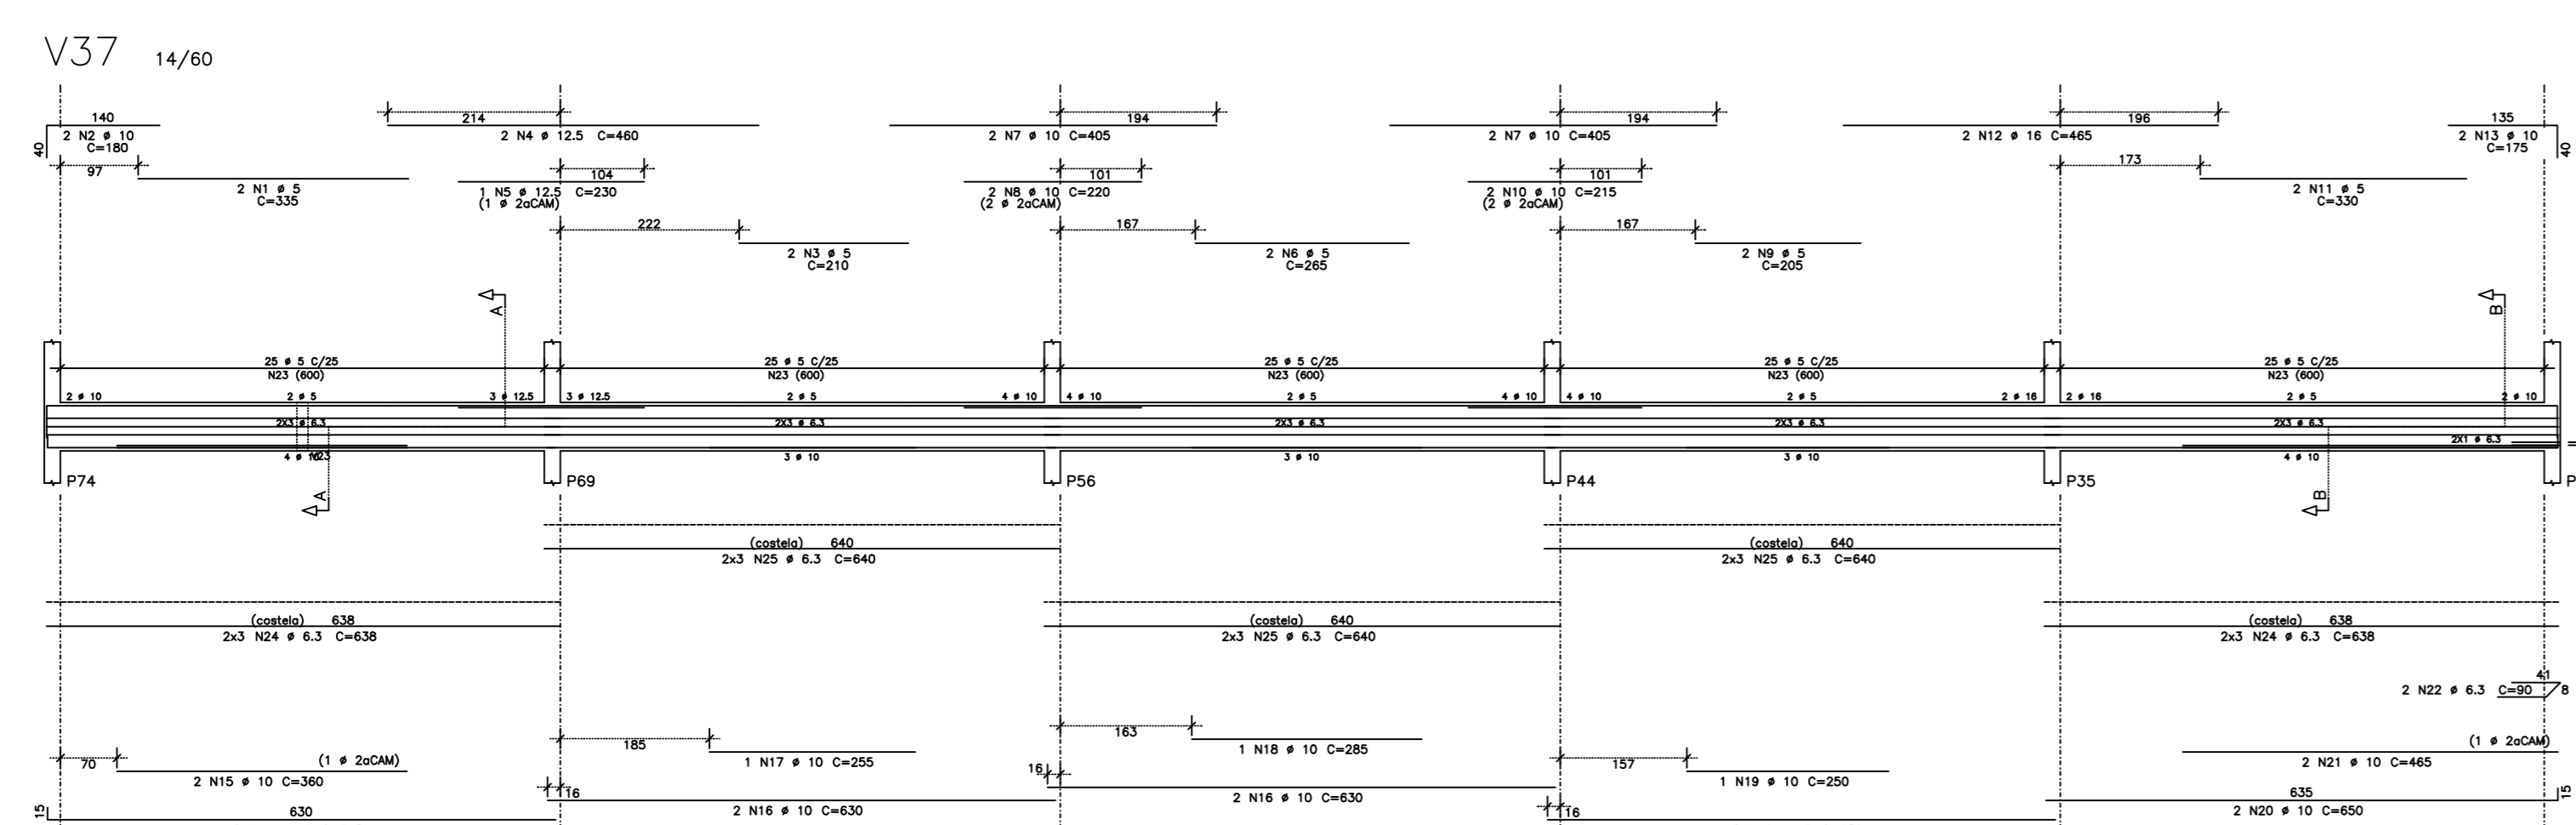 V37 14/60
140 214 194 194 196 135
2 N2 ø 10 2 N4 ø 12.5 C=460 2 N7 ø 10 C=405 2 N7 ø 10 C=405 2 N12 ø 16 C=465 2 N13 ø 10
40 C=180 C=175 40
97 104 101 101 173
2 N1 ø 5 1 N5 ø 12.5 C=230 2 N8 ø 10 C=220 2 N10 ø 10 C=215 2 N11 ø 5
C=335 (1 ø 2aCAM) (2 ø 2aCAM) (2 ø 2aCAM) C=330
222 167 167
2 N3 ø 5 2 N6 ø 5 2 N9 ø 5
C=210 C=265 C=205
A B
25 ø 5 C/25 25 ø 5 C/25 25 ø 5 C/25 25 ø 5 C/25 25 ø 5 C/25
N23 (600) N23 (600) N23 (600) N23 (600) N23 (600)
2 ø 10 2 ø 5 3 ø 12.5 3 ø 12.5 2 ø 5 4 ø 10 4 ø 10 2 ø 5 4 ø 10 4 ø 10 2 ø 5 2 ø 16 2 ø 16 2 ø 5 2 ø 10
2X3 ø 6.3 2X3 ø 6.3 2X3 ø 6.3 2X3 ø 6.3 2X3 ø 6.3
2X1 ø 6.3
4 ø 10 3 ø 10 3 ø 10 3 ø 10 4 ø 10
P74 P69 P56 P44 P35 P
A B
(costela) 640 (costela) 640
2x3 N25 ø 6.3 C=640 2x3 N25 ø 6.3 C=640
(costela) 638 (costela) 640 (costela) 638
2x3 N24 ø 6.3 C=638 2x3 N25 ø 6.3 C=640 2x3 N24 ø 6.3 C=638
41
2 N22 ø 6.3 C=90 8
185 163
1 N17 ø 10 C=255 1 N18 ø 10 C=285
70 (1 ø 2aCAM) 157 (1 ø 2aCAM)
2 N15 ø 10 C=360 16 1 N19 ø 10 C=250 2 N21 ø 10 C=465
16 2 N16 ø 10 C=630 635 15
15 630 2 N16 ø 10 C=630 16 2 N20 ø 10 C=650